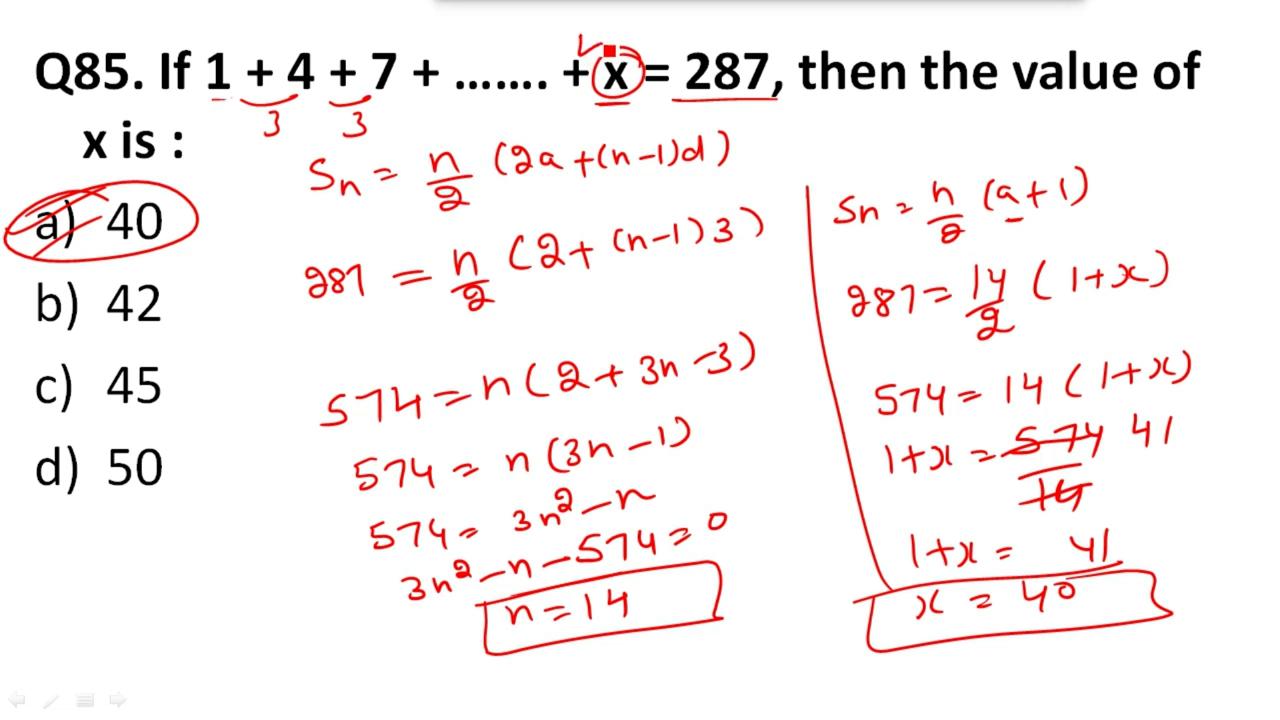 Q85. If 1 + 4 + 7 + ....... + x = 287, then the value of
3 3
x is :
a) 40
b) 42
c) 45
d) 50
Sn = n/2 (2a+(n-1)d)
287 = n/2 (2+(n-1)3)
574 = n(2+3n-3)
574 = n(3n-1)
574 = 3n²-n
3n²-n-574=0
n=14
Sn = n/2 (a+l)
287 = 14/2 (1+x)
574 = 14 (1+x)
1+x = 574/14 41
1+x = 41
x = 40